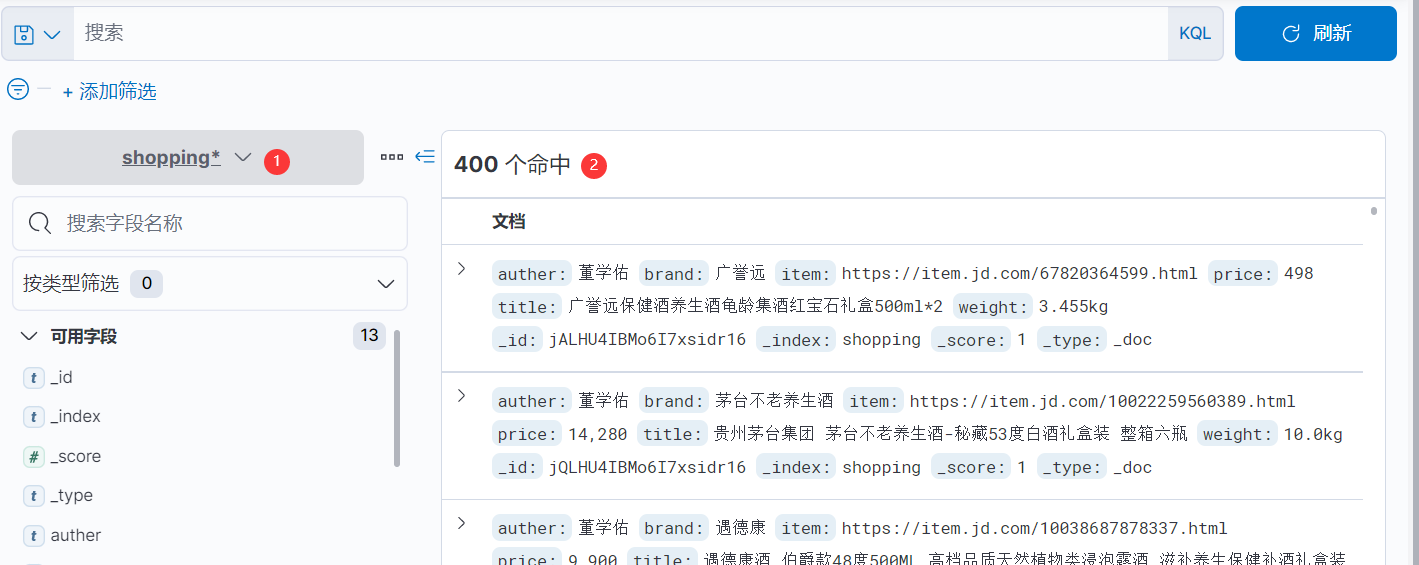 搜索 KQL 刷新
+ 添加筛选
shopping* 1
搜索字段名称
按类型筛选 0
可用字段 13
t _id
t _index
# _score
t _type
t auther
400 个命中 2
文档
auther: 董学佑 brand: 广誉远 item: https://item.jd.com/67820364599.html price: 498
title: 广誉远保健酒养生酒龟龄集酒红宝石礼盒500ml*2 weight: 3.455kg
_id: jALHU4IBMo6I7xsidr16 _index: shopping _score: 1 _type: _doc
auther: 董学佑 brand: 茅台不老养生酒 item: https://item.jd.com/10022259560389.html
price: 14,280 title: 贵州茅台集团 茅台不老养生酒-秘藏53度白酒礼盒装 整箱六瓶 weight: 10.0kg
_id: jQLHU4IBMo6I7xsidr16 _index: shopping _score: 1 _type: _doc
auther: 董学佑 brand: 遇德康 item: https://item.jd.com/10038687878337.html
price: 9,900 title: 遇德康酒 伯爵款48度500ML 高档品质天然植物类浸泡露酒 滋补养生保健补酒礼盒装